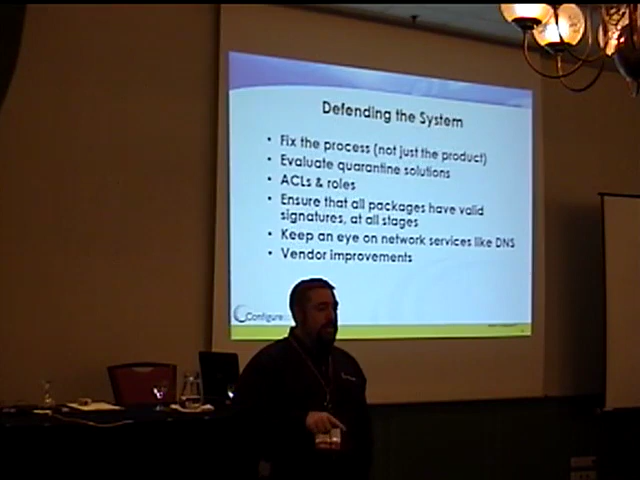 Defending the System
• Fix the process (not just the product)
• Evaluate quarantine solutions
• ACLs & roles
• Ensure that all packages have valid
signatures, at all stages
• Keep an eye on network services like DNS
• Vendor improvements
Configure